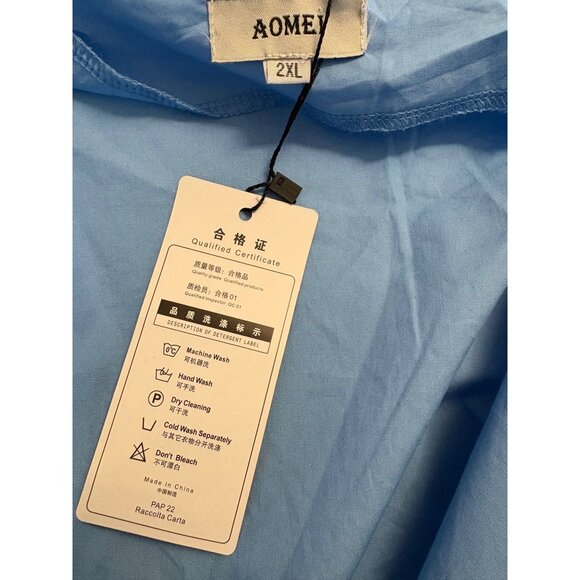 AOMEI
2XL
合格证
Qualified Certificate
质量等级：合格品
Quality grade: Qualified products
质检员：合格01
Qualified inspector: QC 01
品质洗涤标示
DESCRIPTION OF DETERGENT LABEL
0°C
Machine Wash
可机器洗
Hand Wash
可手洗
P
Dry Cleaning
可干洗
Cold Wash Separately
与其它衣物分开洗涤
Don't Bleach
不可漂白
Made In China
中国制造
PAP 22
Raccolta Carta